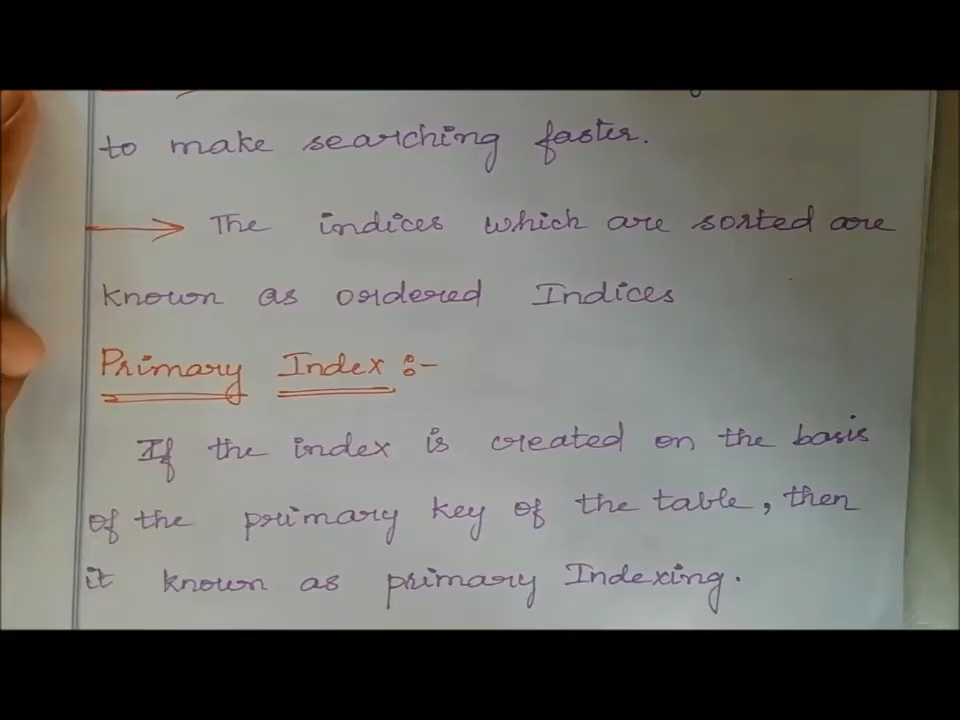 to make searching faster.
The indices which are sorted are
known as ordered Indices
Primary Index :-
If the index is created on the basis
of the primary key of the table, then
it known as primary Indexing.